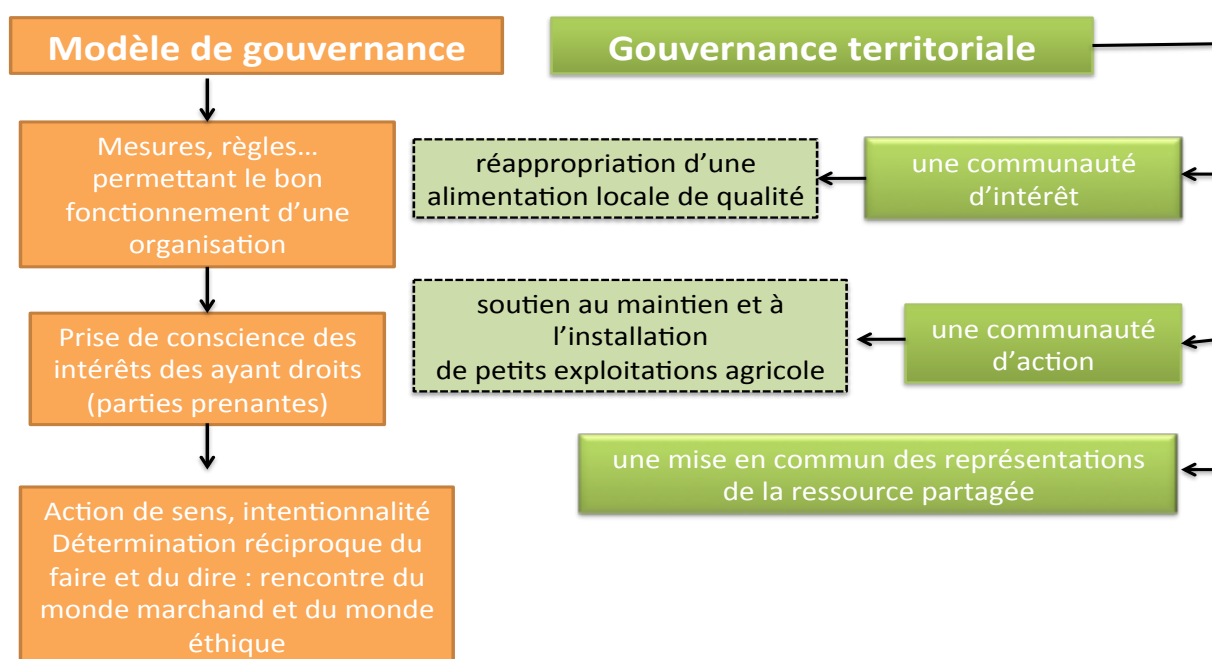 Modèle de gouvernance
Mesures, règles…
permettant le bon
fonctionnement d’une
organisation
Prise de conscience des
intérêts des ayant droits
(parties prenantes)
Action de sens, intentionnalité
Détermination réciproque du
faire et du dire : rencontre du
monde marchand et du monde
éthique
Gouvernance territoriale
réappropriation d’une
alimentation locale de qualité
une communauté
d’intérêt
soutien au maintien et à
l’installation
de petits exploitations agricole
une communauté
d’action
une mise en commun des représentations
de la ressource partagée